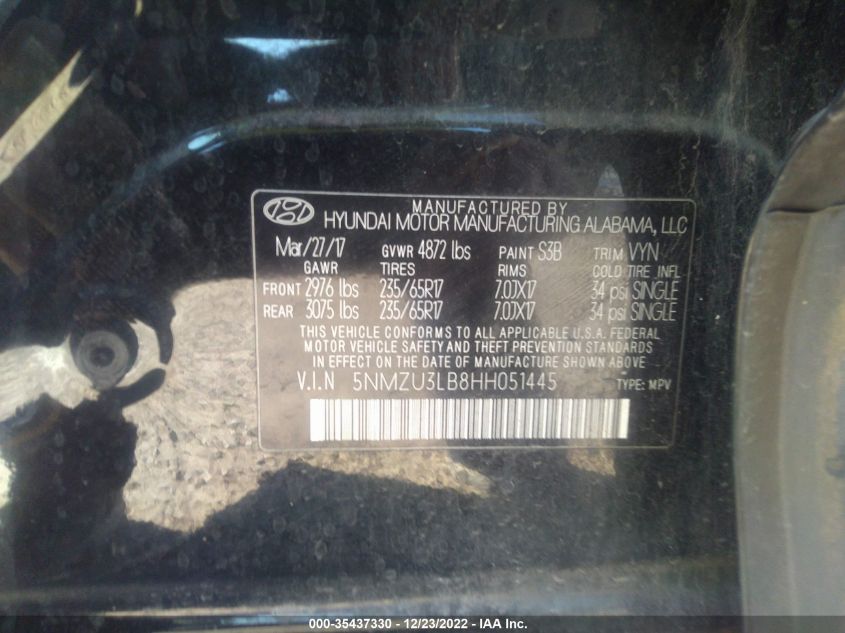 MANUFACTURED BY
HYUNDAI MOTOR MANUFACTURING ALABAMA, LLC
Mar/27/17 GVWR 4872 lbs PAINT S3B TRIM VYN
GAWR TIRES RIMS COLD TIRE INFL
FRONT 2976 lbs 235/65R17 7.0JX17 34 psi SINGLE
REAR 3075 lbs 235/65R17 7.0JX17 34 psi SINGLE
THIS VEHICLE CONFORMS TO ALL APPLICABLE U.S.A. FEDERAL
MOTOR VEHICLE SAFETY AND THEFT PREVENTION STANDARDS
IN EFFECT ON THE DATE OF MANUFACTURE SHOWN ABOVE
V.I.N 5NMZU3LB8HH051445 TYPE: MPV
000-35437330 - 12/23/2022 - IAA Inc.